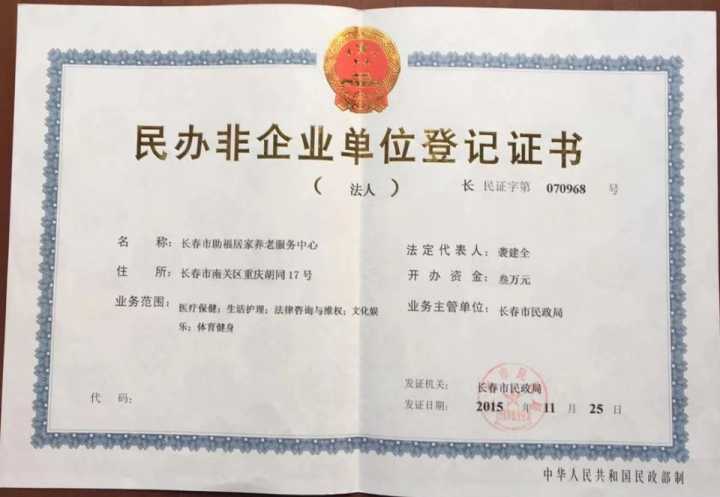 民办非企业单位登记证书
（ 法人 ） 长 民证字第 070968 号
名 称：长春市助福居家养老服务中心
法定代表人：裴建全
住 所：长春市南关区重庆胡同17号
开办资金：叁万元
业务范围：医疗保健；生活护理；法律咨询与维权；文化娱
乐；体育健身
业务主管单位：长春市民政局
发证机关：长春市民政局
代 码：
发证日期：2015 年 11 月 25 日
中华人民共和国民政部制